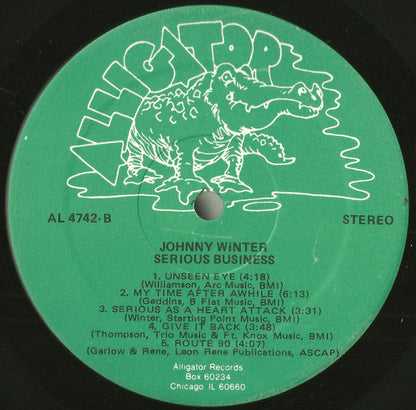 ALLIGATOR
AL 4742-B
STEREO
JOHNNY WINTER
SERIOUS BUSINESS
1. UNSEEN EYE (4:18)
(Williamson, Arc Music, BMI)
2. MY TIME AFTER AWHILE (6:13)
(Geddins, B Flat Music, BMI)
3. SERIOUS AS A HEART ATTACK (3:31)
(Winter, Starting Point Music, BMI)
4. GIVE IT BACK (3:48)
(Thompson, Trio Music & Ft. Knox Music, BMI)
5. ROUTE 90 (4:07)
(Garlow & Rene, Leon Rene Publications, ASCAP)
Alligator Records
Box 60234
Chicago IL 60660